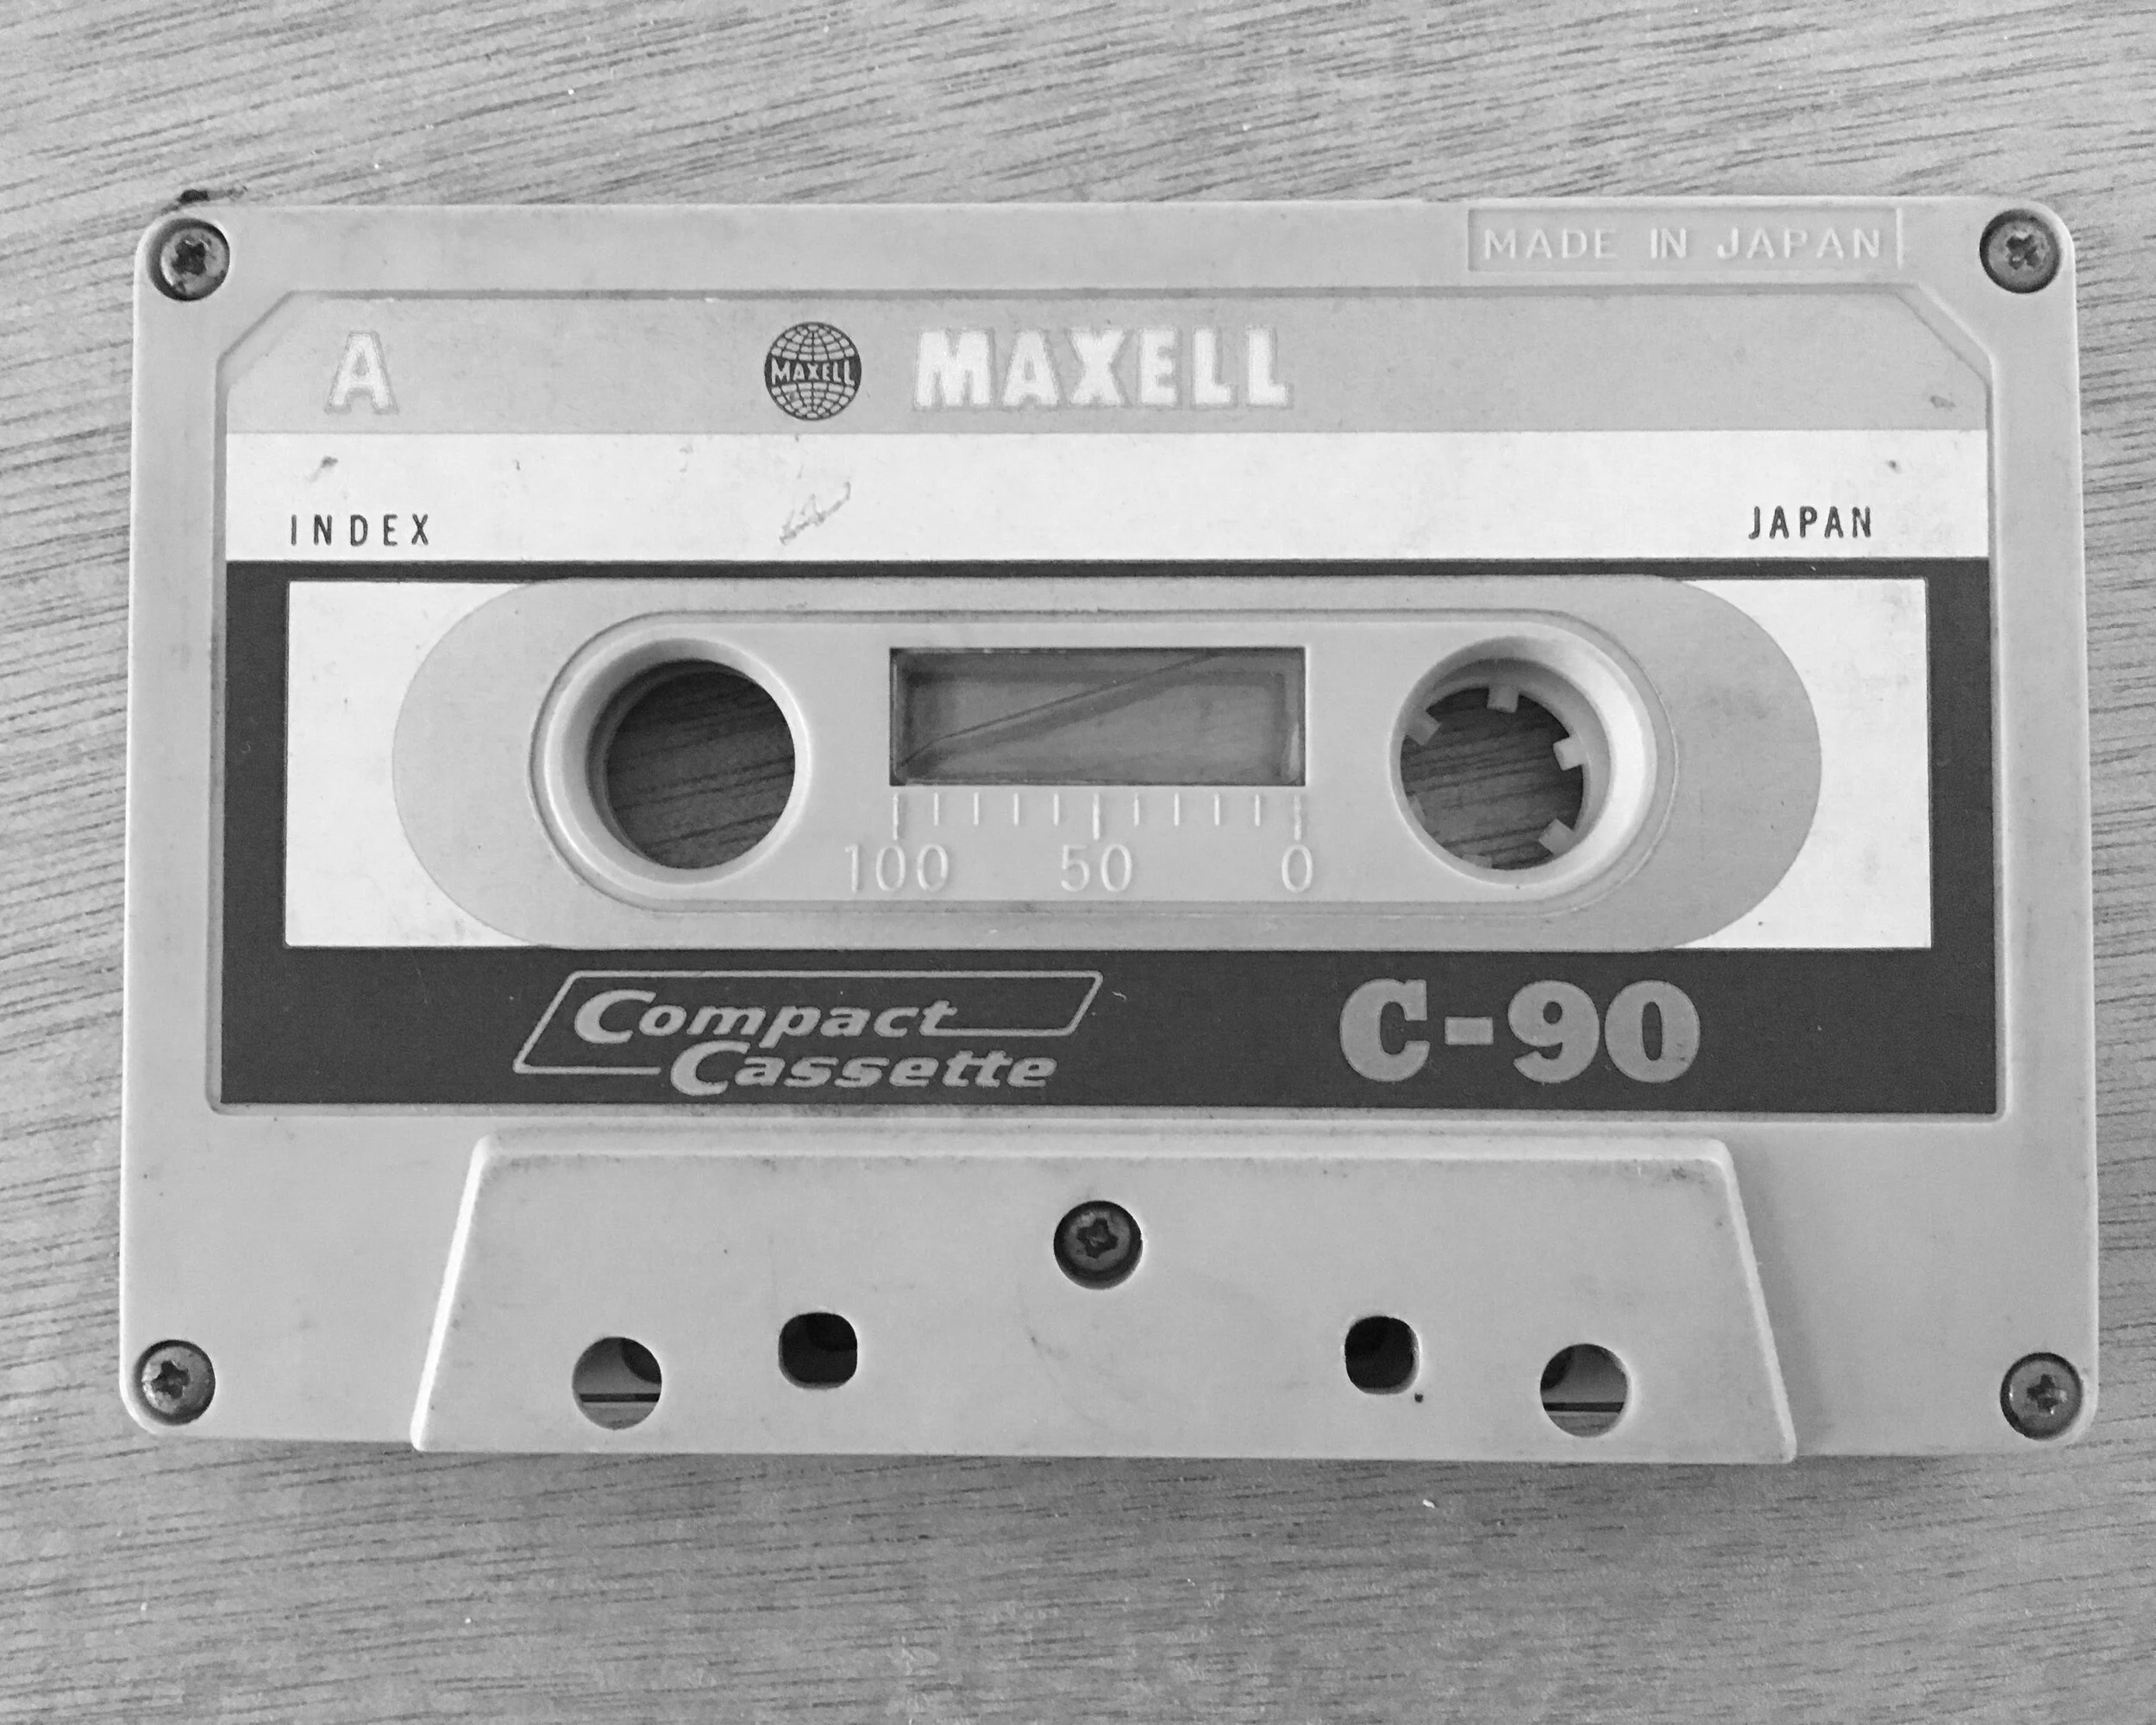 MADE IN JAPAN
A MAXELL MAXELL
INDEX JAPAN
100 50 0
Compact C-90
Cassette